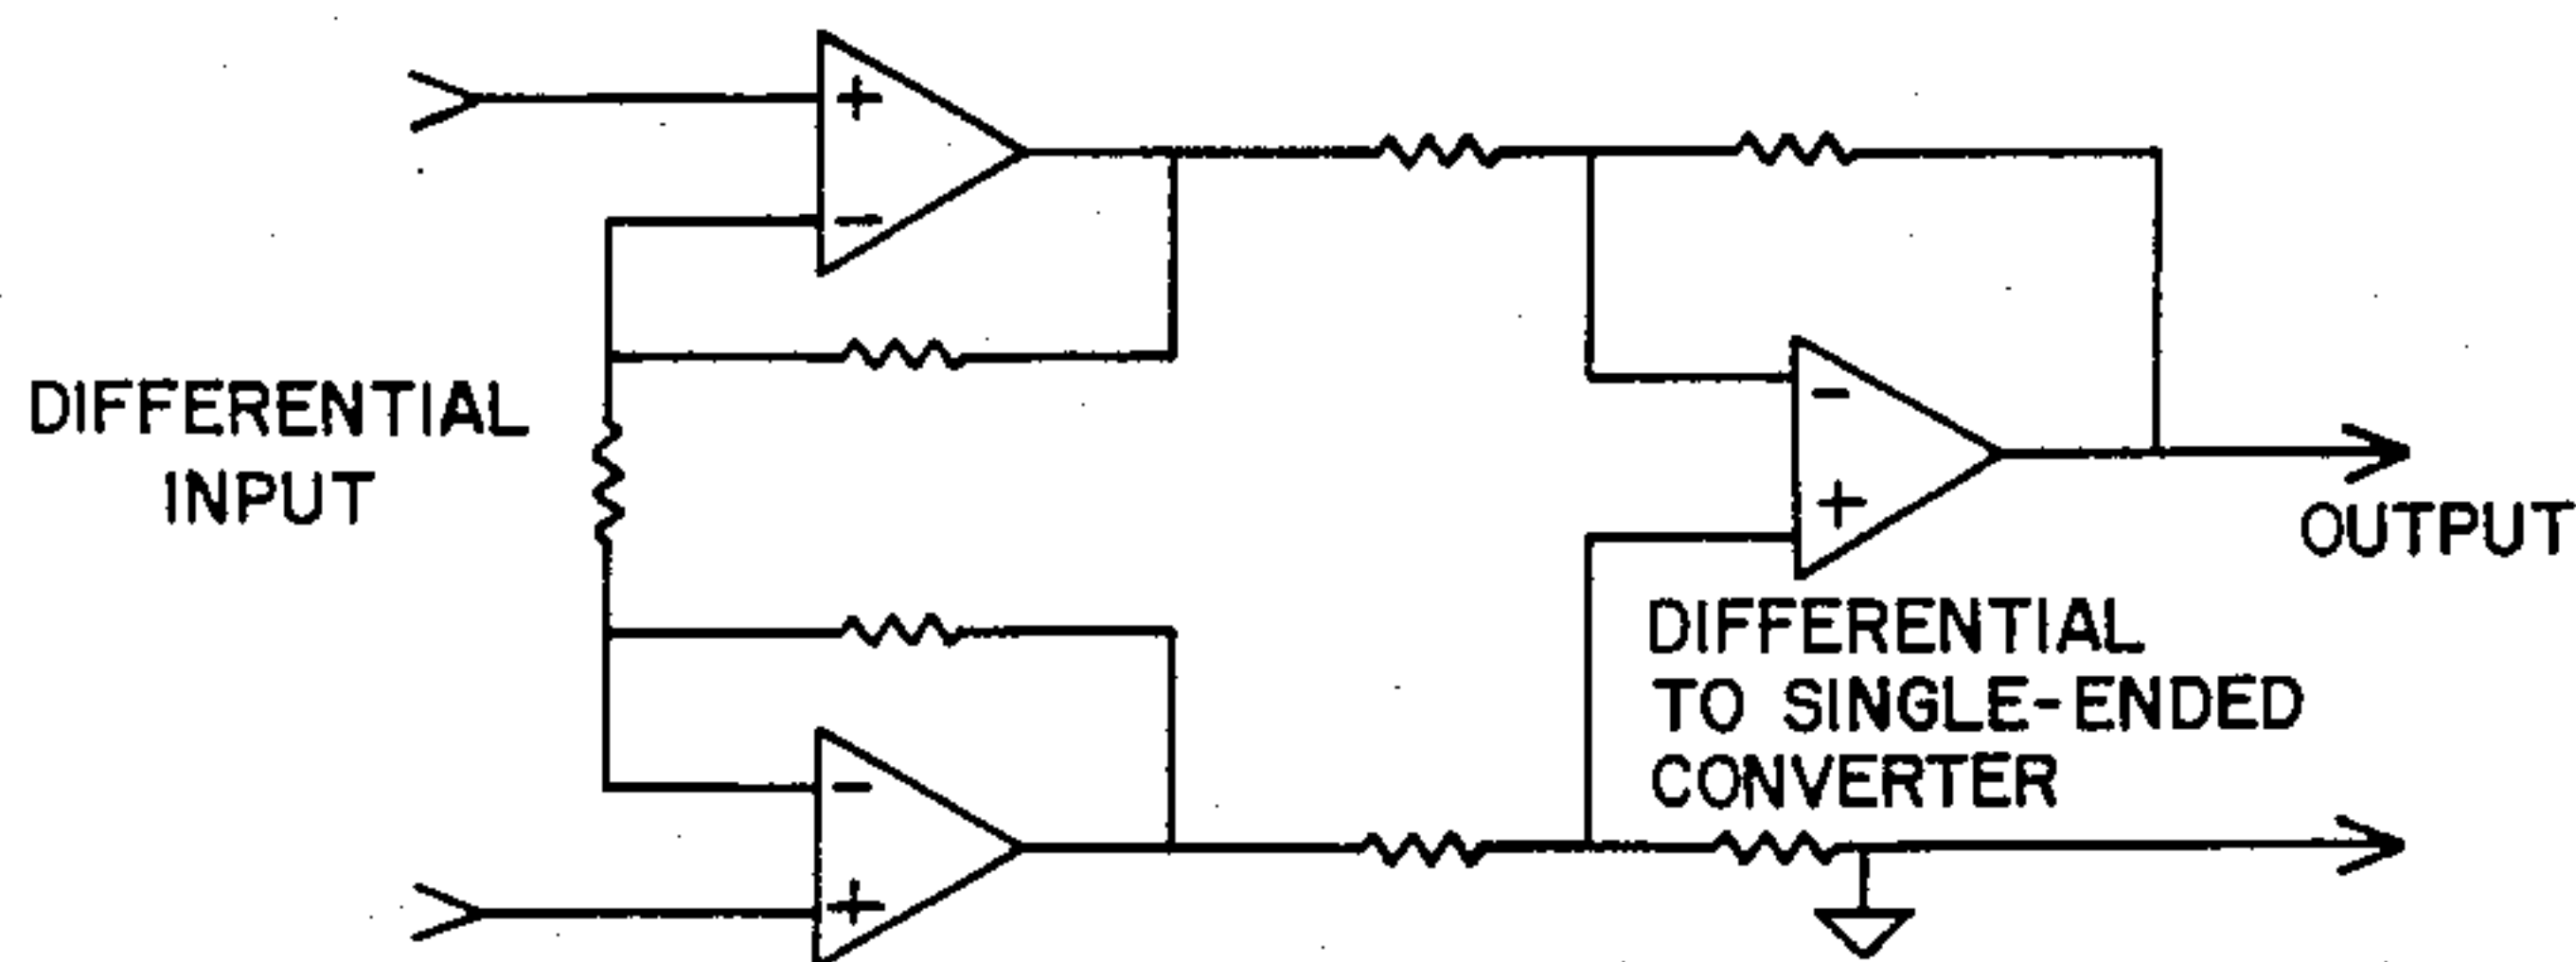 +
-
DIFFERENTIAL
INPUT
-
+
OUTPUT
DIFFERENTIAL
TO SINGLE-ENDED
CONVERTER
-
+